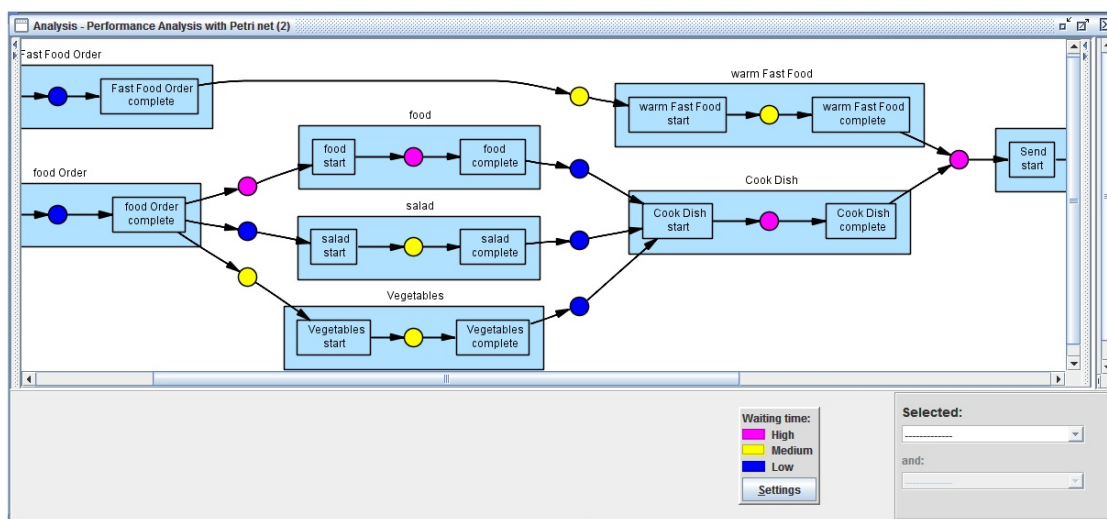 Analysis - Performance Analysis with Petri net (2)
Fast Food Order
Fast Food Order
complete
warm Fast Food
warm Fast Food
start
warm Fast Food
complete
food
food
start
food
complete
Send
start
food Order
food Order
complete
salad
salad
start
salad
complete
Cook Dish
Cook Dish
start
Cook Dish
complete
Vegetables
Vegetables
start
Vegetables
complete
Waiting time:
High
Medium
Low
Settings
Selected:
-------------
and: